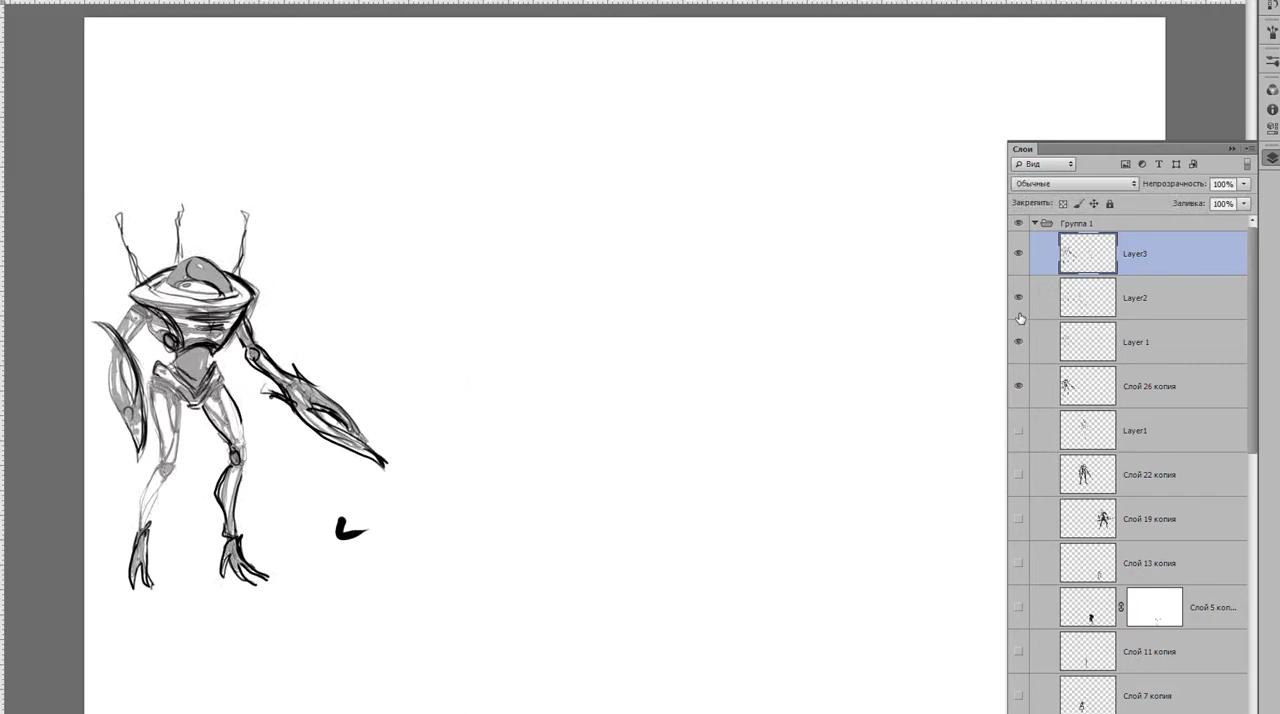 Слои
Вид
Обычные
Непрозрачность: 100%
Закрепить:
Заливка: 100%
Группа 1
Layer3
Layer2
Layer 1
Слой 26 копия
Layer1
Слой 22 копия
Слой 19 копия
Слой 13 копия
Слой 5 коп...
Слой 11 копия
Слой 7 копия